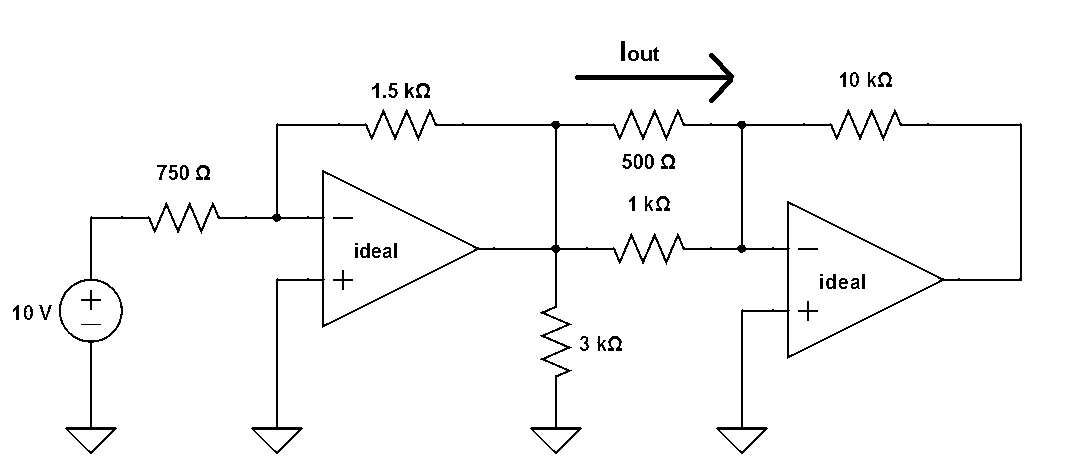 Iout
1.5 kΩ
10 kΩ
500 Ω
750 Ω
1 kΩ
−
−
ideal
+
ideal
+
+
−
10 V
3 kΩ